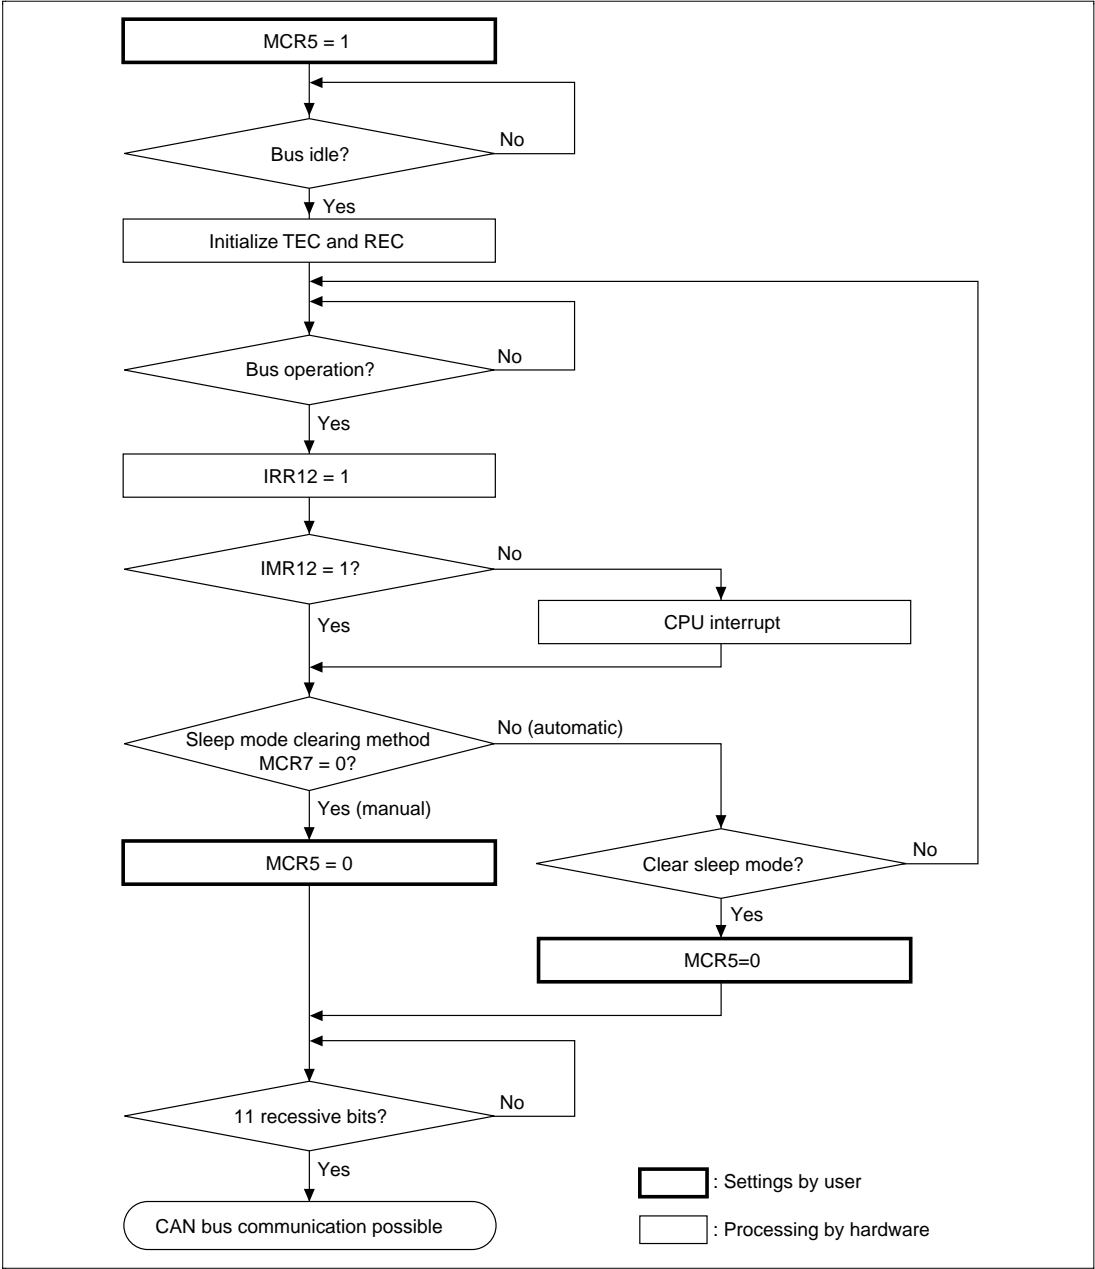 MCR5 = 1
Bus idle?
No
Yes
Initialize TEC and REC
Bus operation?
No
Yes
IRR12 = 1
IMR12 = 1?
No
Yes
CPU interrupt
Sleep mode clearing method
MCR7 = 0?
No (automatic)
Yes (manual)
MCR5 = 0
Clear sleep mode?
No
Yes
MCR5=0
11 recessive bits?
No
Yes
CAN bus communication possible
: Settings by user
: Processing by hardware